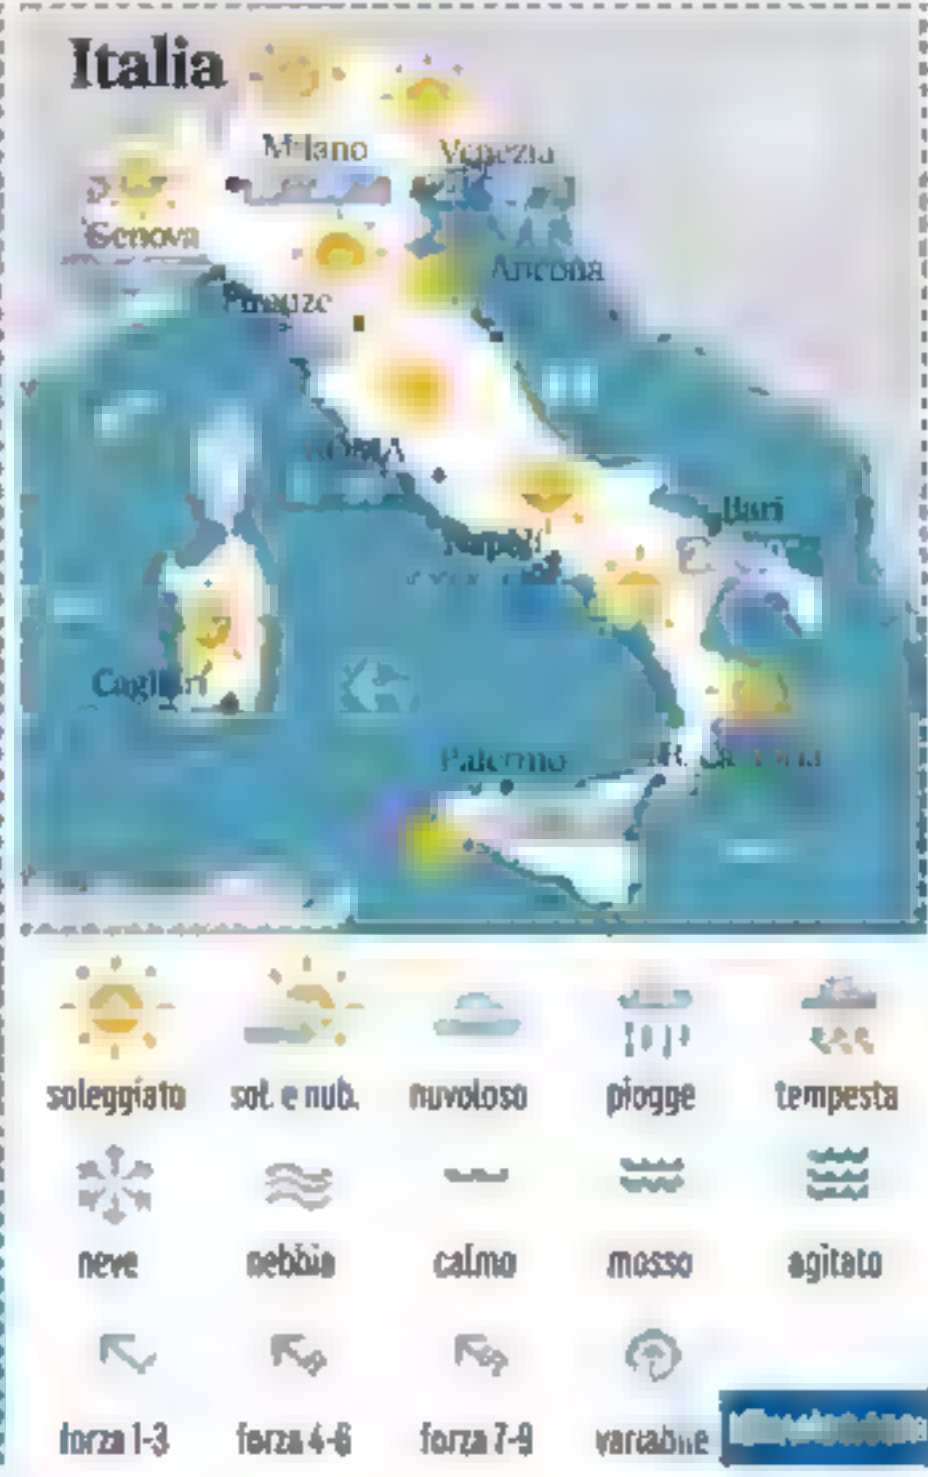 Italia
Milano
Venezia
Genova
Ancona
Firenze
ROMA
Bari
Napoli
Cagliari
Palermo
R. Calabria
soleggiato sol. e nub. nuvoloso piogge tempesta
neve nebbia calmo mosso agitato
forza 1-3 forza 4-6 forza 7-9 variabile